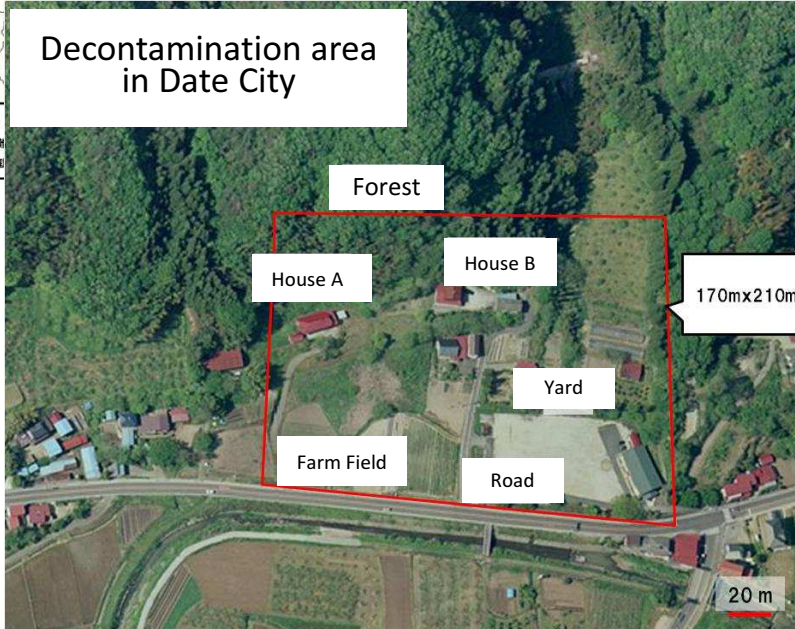 Decontamination area
in Date City
Forest
House B
House A
170mx210m
Yard
Farm Field
Road
20 m